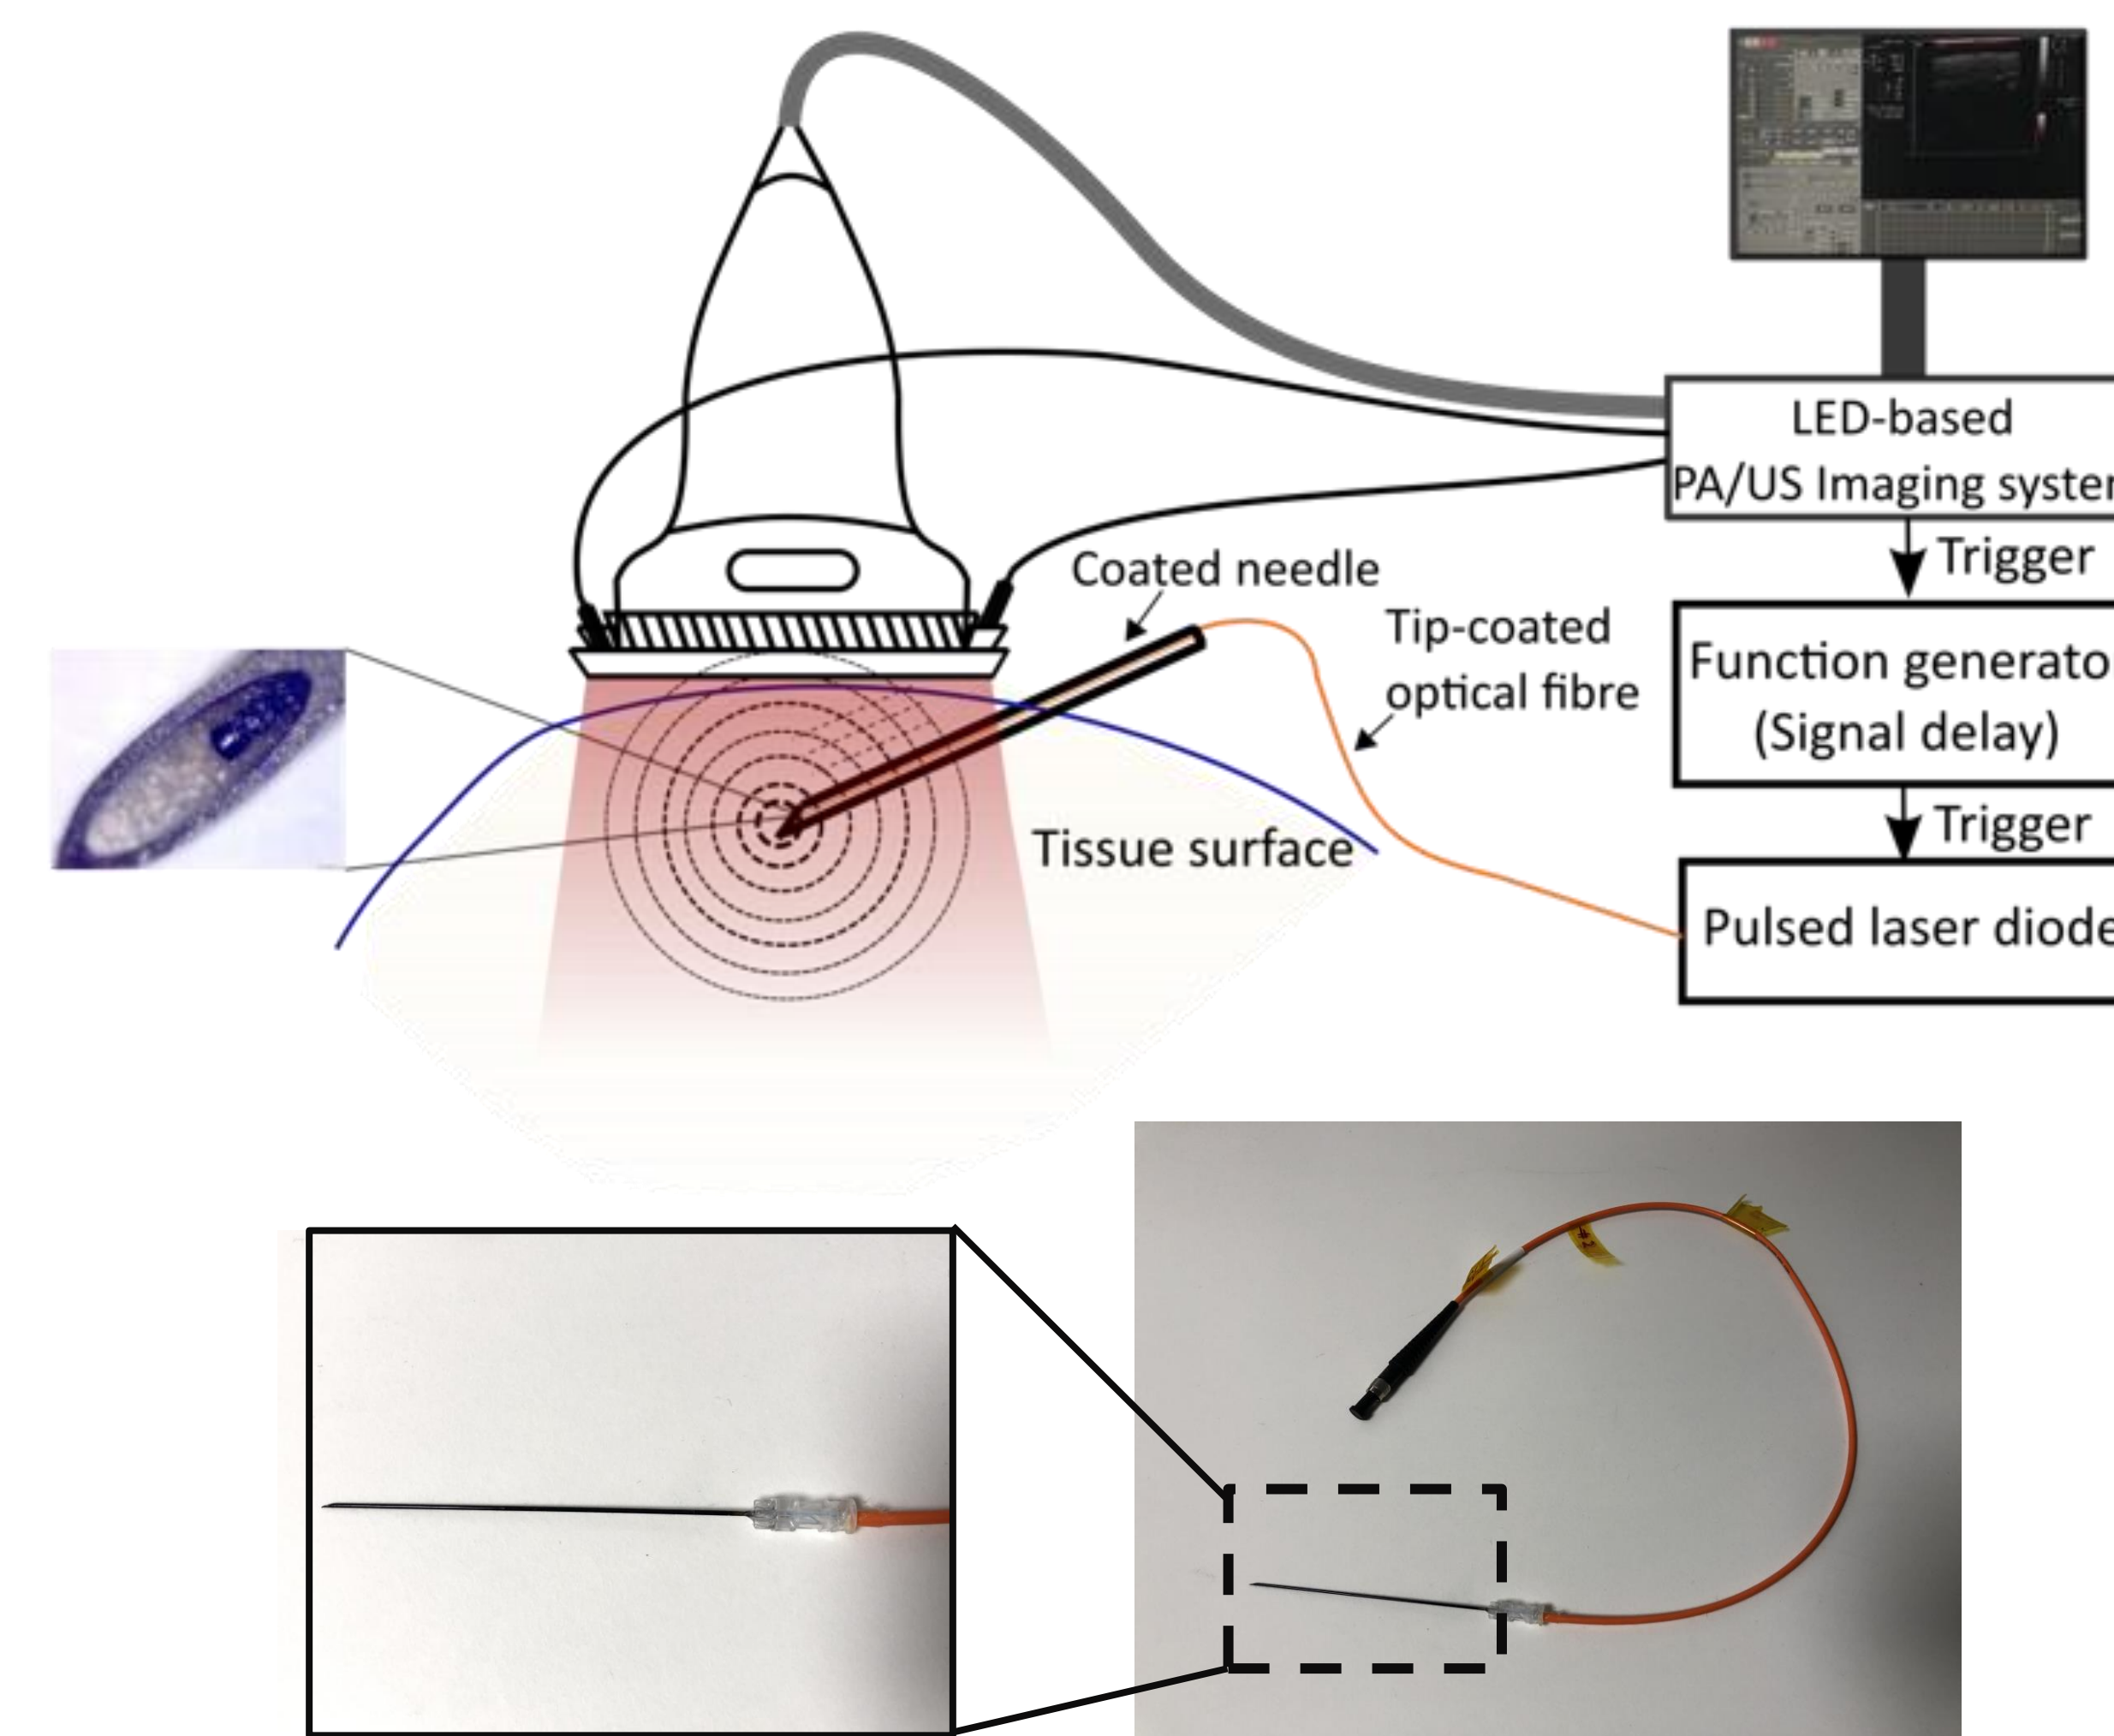 LED-based
PA/US Imaging syster
Trigger
Coated needle
Tip-coated
optical fibre
Function generato
(Signal delay)
Trigger
Tissue surface
Pulsed laser diode
#2